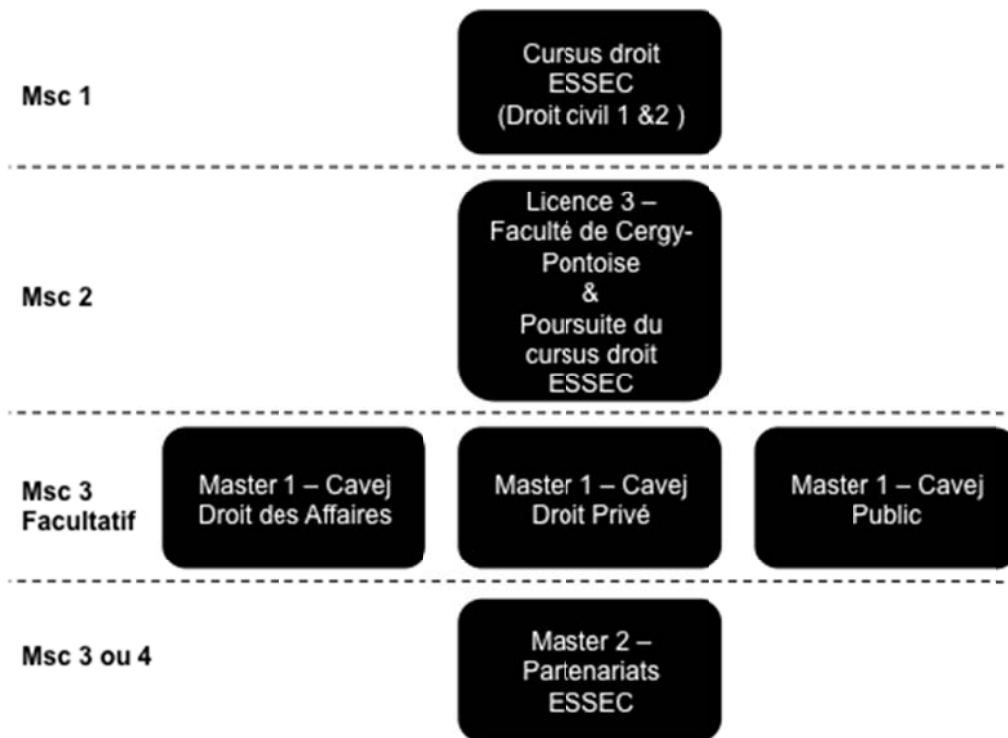 Msc 1
Cursus droit
ESSEC
(Droit civil 1 &2 )
Msc 2
Licence 3 –
Faculté de Cergy-
Pontoise
&
Poursuite du
cursus droit
ESSEC
Msc 3
Facultatif
Master 1 – Cavej
Droit des Affaires
Master 1 – Cavej
Droit Privé
Master 1 – Cavej
Public
Msc 3 ou 4
Master 2 –
Partenariats
ESSEC